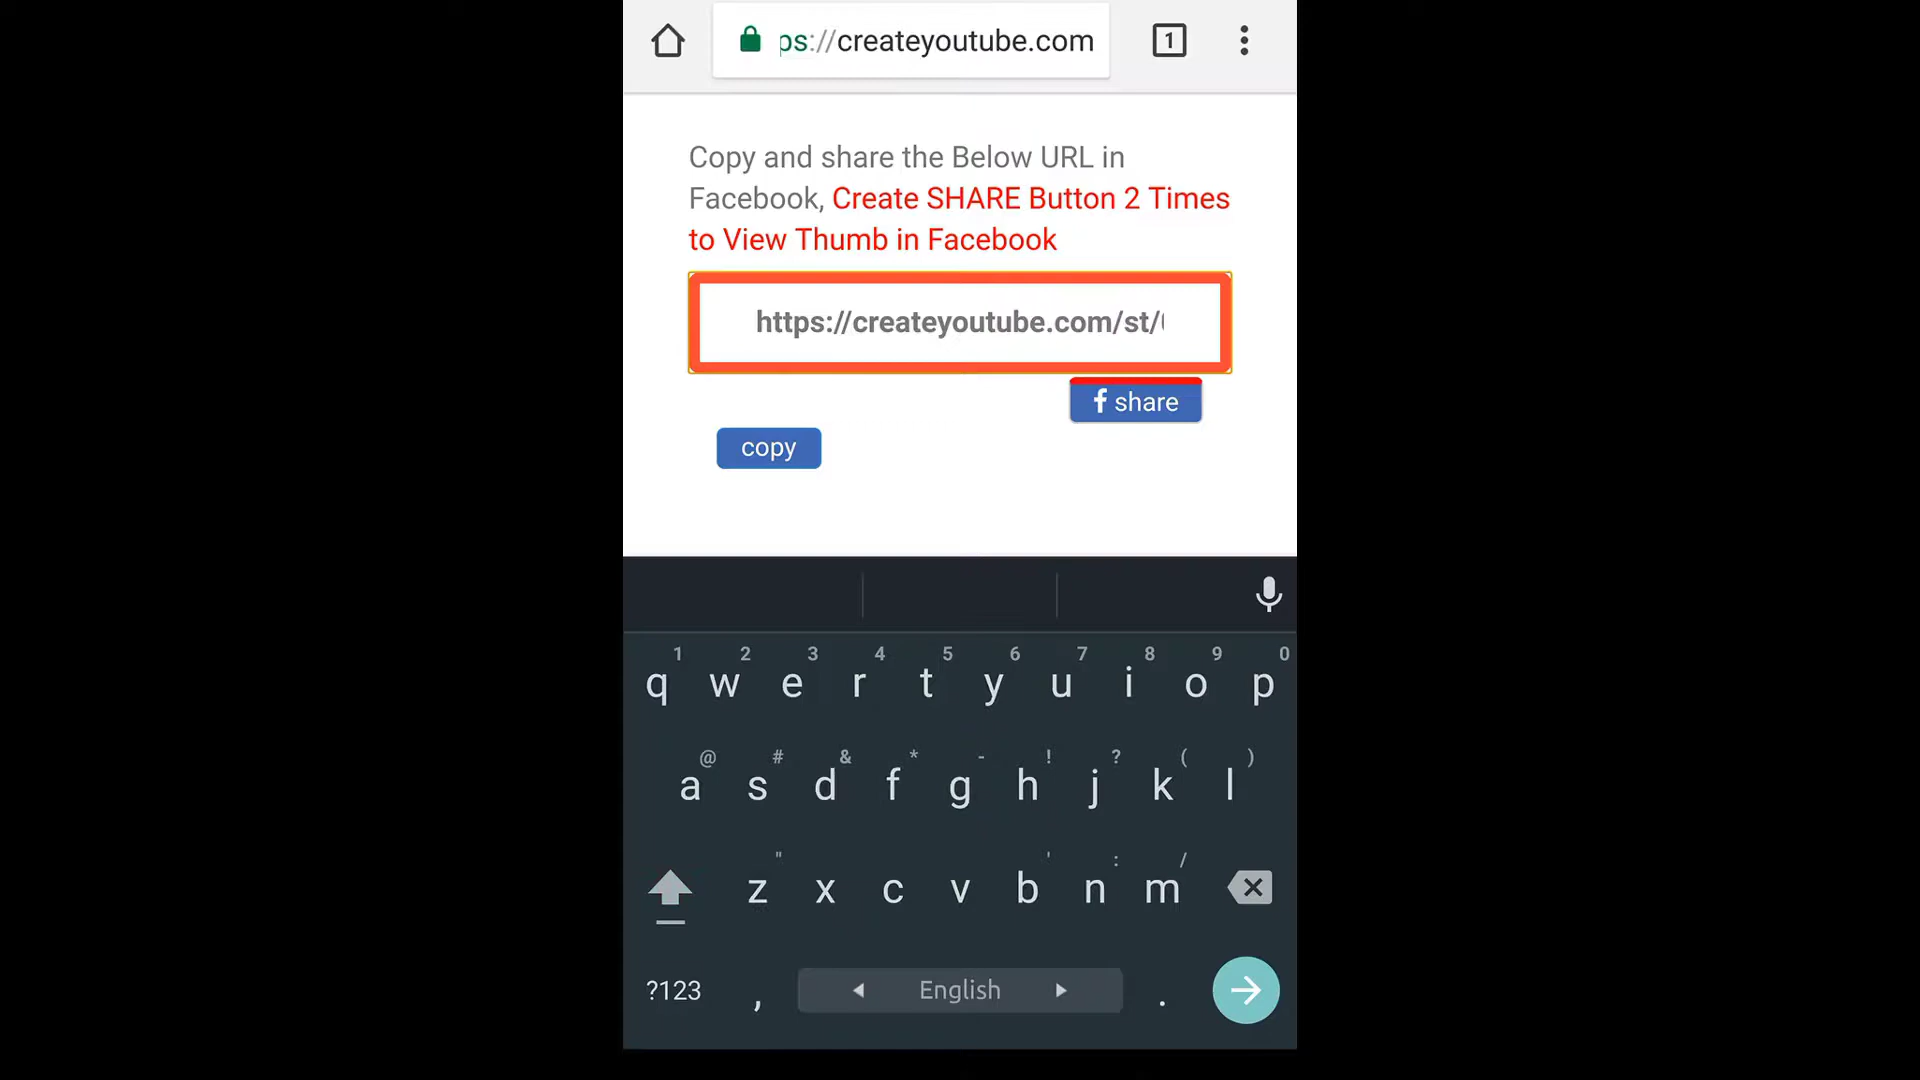 ps://createyoutube.com 1
Copy and share the Below URL in
Facebook, Create SHARE Button 2 Times
to View Thumb in Facebook
https://createyoutube.com/st/
f share
copy
1 2 3 4 5 6 7 8 9 0
q w e r t y u i o p
@ # & * - ! ? ( )
a s d f g h j k l
" ' : /
z x c v b n m
?123 , English .